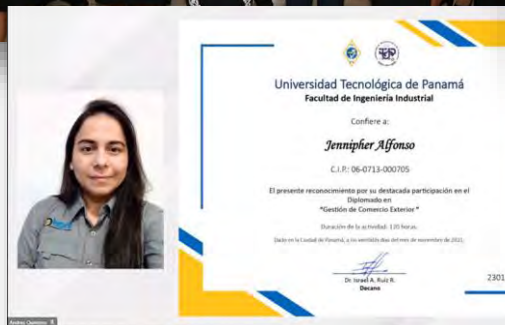 Universidad Tecnológica de Panamá
Facultad de Ingeniería Industrial
Confiere a:
Jennipher Alfonso
C.I.P.: 06-0713-000705
El presente reconocimiento por su destacada participación en el
Diplomado en
"Gestión de Comercio Exterior"
Duración de la actividad: 120 horas.
Dado en la Ciudad de Panamá, a los veintidós días del mes de noviembre de 2021.
Dr. Israel A. Ruiz R.
Decano
2301